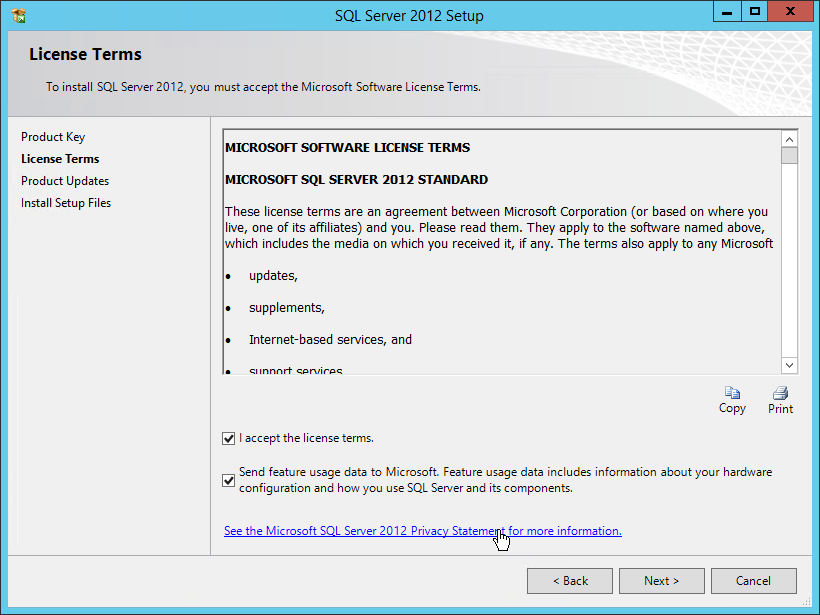 SQL Server 2012 Setup
License Terms
To install SQL Server 2012, you must accept the Microsoft Software License Terms.
Product Key
License Terms
Product Updates
Install Setup Files
MICROSOFT SOFTWARE LICENSE TERMS
MICROSOFT SQL SERVER 2012 STANDARD
These license terms are an agreement between Microsoft Corporation (or based on where you
live, one of its affiliates) and you. Please read them. They apply to the software named above,
which includes the media on which you received it, if any. The terms also apply to any Microsoft
• updates,
• supplements,
• Internet-based services, and
• support services
Copy
Print
I accept the license terms.
Send feature usage data to Microsoft. Feature usage data includes information about your hardware
configuration and how you use SQL Server and its components.
See the Microsoft SQL Server 2012 Privacy Statement for more information.
< Back
Next >
Cancel